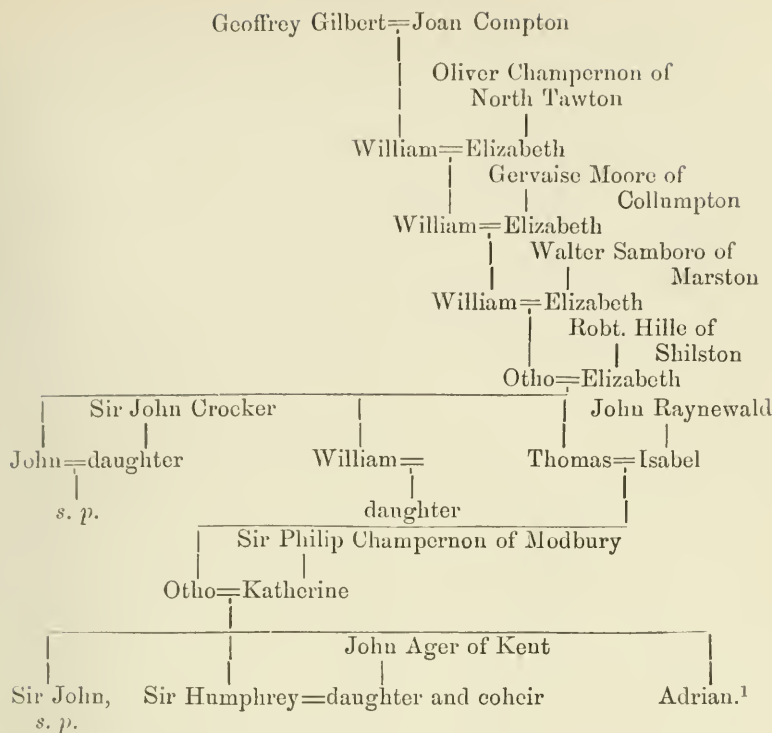 Geoffrey Gilbert=Joan Compton
Oliver Champernon of
North Tawton
William=Elizabeth
Gervaise Moore of
Collumpton
William=Elizabeth
Walter Samboro of
Marston
William=Elizabeth
Robt. Hille of
Shilston
Otho=Elizabeth
Sir John Crocker John Raynewald
John=daughter William= Thomas=Isabel
s. p. daughter
Sir Philip Champernon of Modbury
Otho=Katherine
John Ager of Kent
Sir John, Sir Humphrey=daughter and coheir Adrian.¹
s. p.